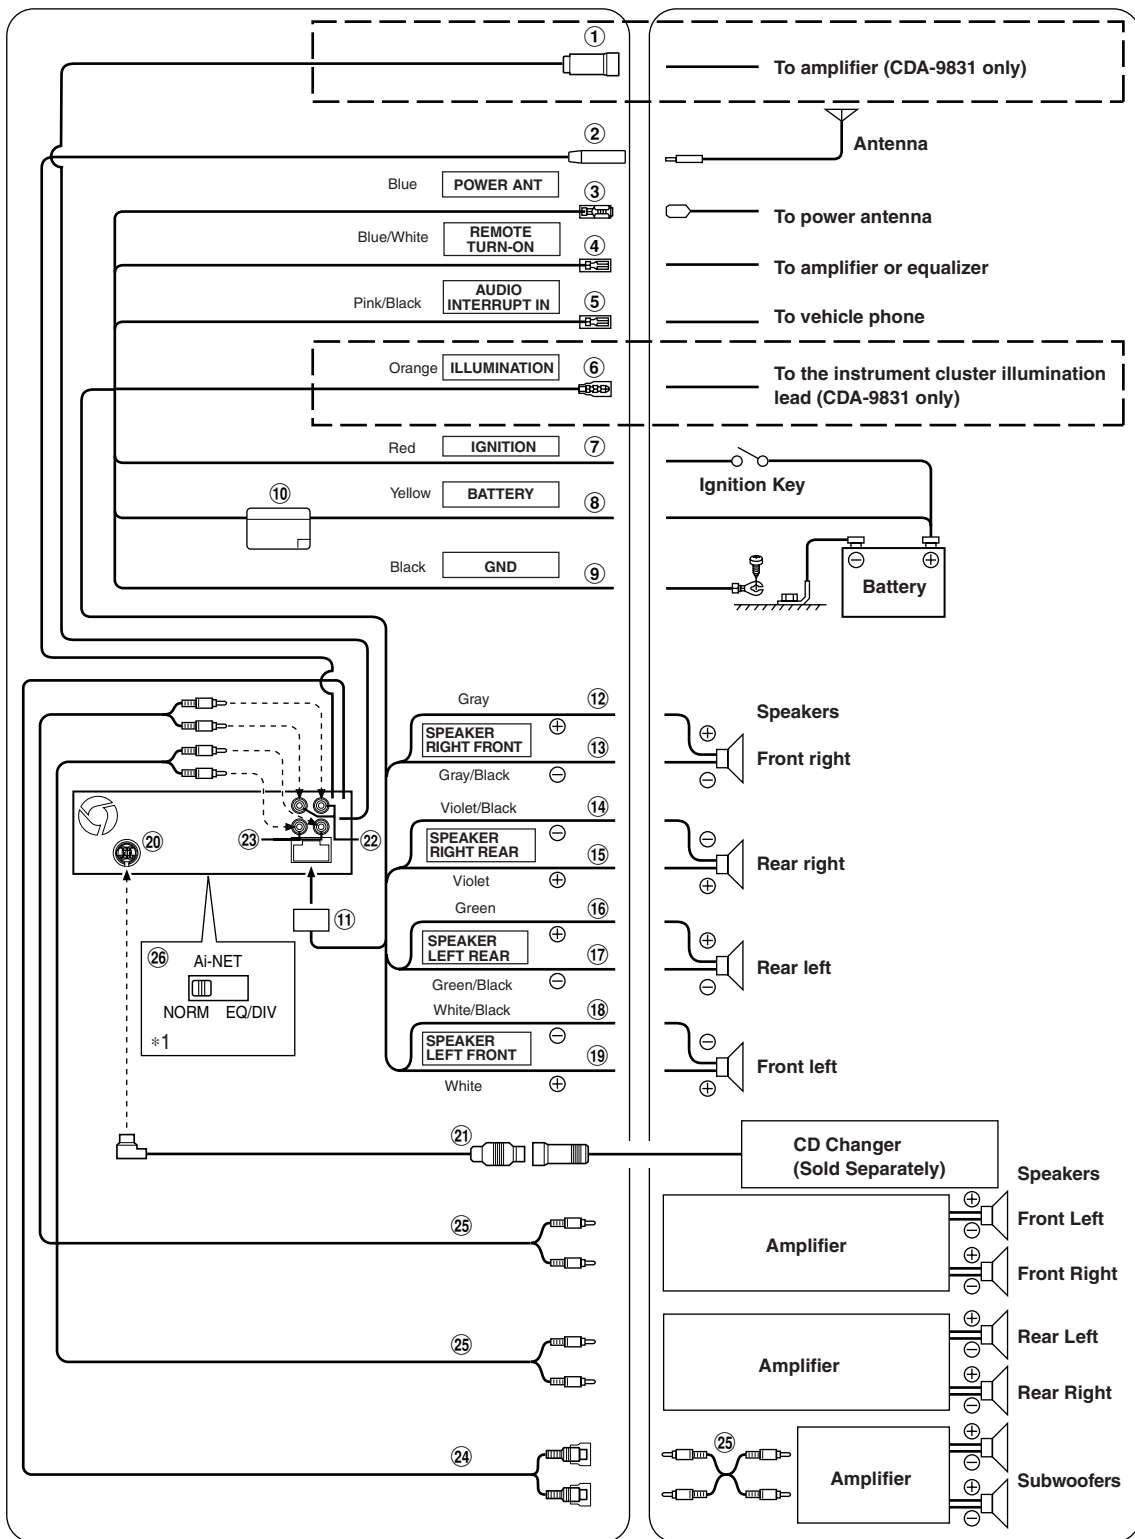 ①
To amplifier (CDA-9831 only)
②
Antenna
Blue
POWER ANT
③
To power antenna
Blue/White
REMOTE
TURN-ON
④
To amplifier or equalizer
Pink/Black
AUDIO
INTERRUPT IN
⑤
To vehicle phone
Orange
ILLUMINATION
⑥
To the instrument cluster illumination
lead (CDA-9831 only)
Red
IGNITION
⑦
Ignition Key
⑩
Yellow
BATTERY
⑧
⊖
⊕
Battery
Black
GND
⑨
Gray
⑫
Speakers
SPEAKER
RIGHT FRONT
⊕
⊕
⑬
Front right
Gray/Black
⊖
⊖
Violet/Black
⑭
SPEAKER
RIGHT REAR
⊖
⊖
⑮
Rear right
Violet
⊕
⊕
⑳
㉓
㉒
⑪
Green
⑯
SPEAKER
LEFT REAR
⊕
⊕
⑰
Rear left
Green/Black
⊖
⊖
㉖
Ai-NET
NORM EQ/DIV
*1
White/Black
⑱
SPEAKER
LEFT FRONT
⊖
⊖
⑲
Front left
White
⊕
⊕
㉑
CD Changer
(Sold Separately)
Speakers
㉕
Amplifier
⊕
⊖
Front Left
⊕
⊖
Front Right
㉕
Amplifier
⊕
⊖
Rear Left
⊕
⊖
Rear Right
㉔
㉕
Amplifier
⊕
⊖
⊕
⊖
Subwoofers